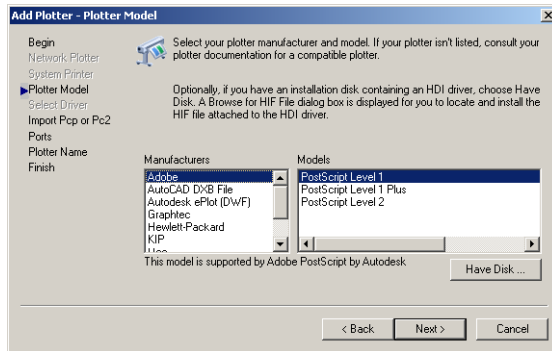 Add Plotter - Plotter Model
Begin
Network Plotter
System Printer
Plotter Model
Select Driver
Import Pcp or Pc2
Ports
Plotter Name
Finish
Select your plotter manufacturer and model. If your plotter isn't listed, consult your
plotter documentation for a compatible plotter.
Optionally, if you have an installation disk containing an HDI driver, choose Have
Disk. A Browse for HIF File dialog box is displayed for you to locate and install the
HIF file attached to the HDI driver.
Manufacturers
Adobe
AutoCAD DXB File
Autodesk ePlot (DWF)
Graphtec
Hewlett-Packard
KIP
Models
PostScript Level 1
PostScript Level 1 Plus
PostScript Level 2
This model is supported by Adobe PostScript by Autodesk
Have Disk ...
< Back
Next >
Cancel